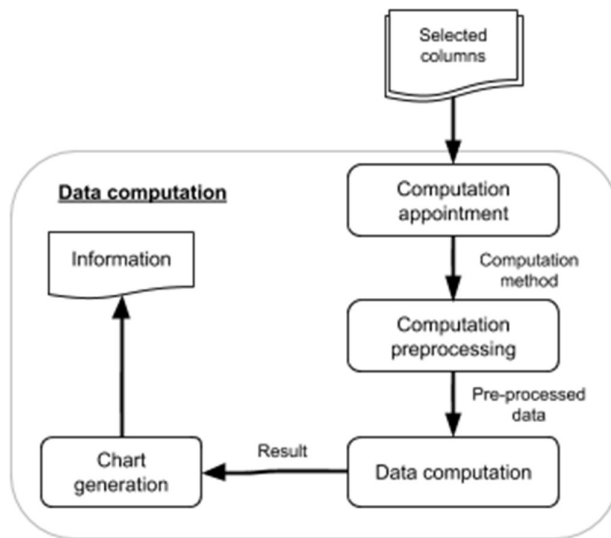 Selected
columns
Data computation
Computation
appointment
Information
Computation
method
Computation
preprocessing
Pre-processed
data
Chart
generation
Result
Data computation